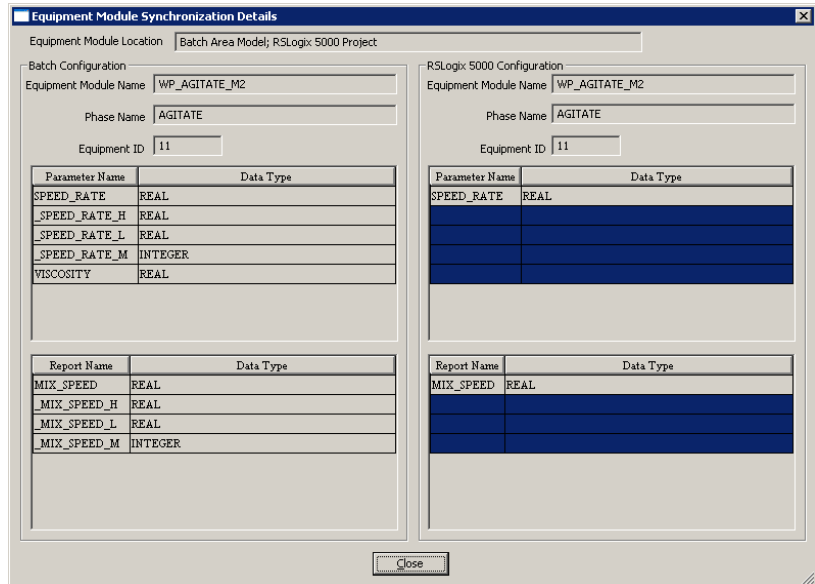 Equipment Module Synchronization Details
Equipment Module Location Batch Area Model; RSLogix 5000 Project
Batch Configuration
Equipment Module Name WP_AGITATE_M2
Phase Name AGITATE
Equipment ID 11
Parameter Name Data Type
SPEED_RATE REAL
_SPEED_RATE_H REAL
_SPEED_RATE_L REAL
_SPEED_RATE_M INTEGER
VISCOSITY REAL
Report Name Data Type
MIX_SPEED REAL
_MIX_SPEED_H REAL
_MIX_SPEED_L REAL
_MIX_SPEED_M INTEGER
RSLogix 5000 Configuration
Equipment Module Name WP_AGITATE_M2
Phase Name AGITATE
Equipment ID 11
Parameter Name Data Type
SPEED_RATE REAL
Report Name Data Type
MIX_SPEED REAL
Close